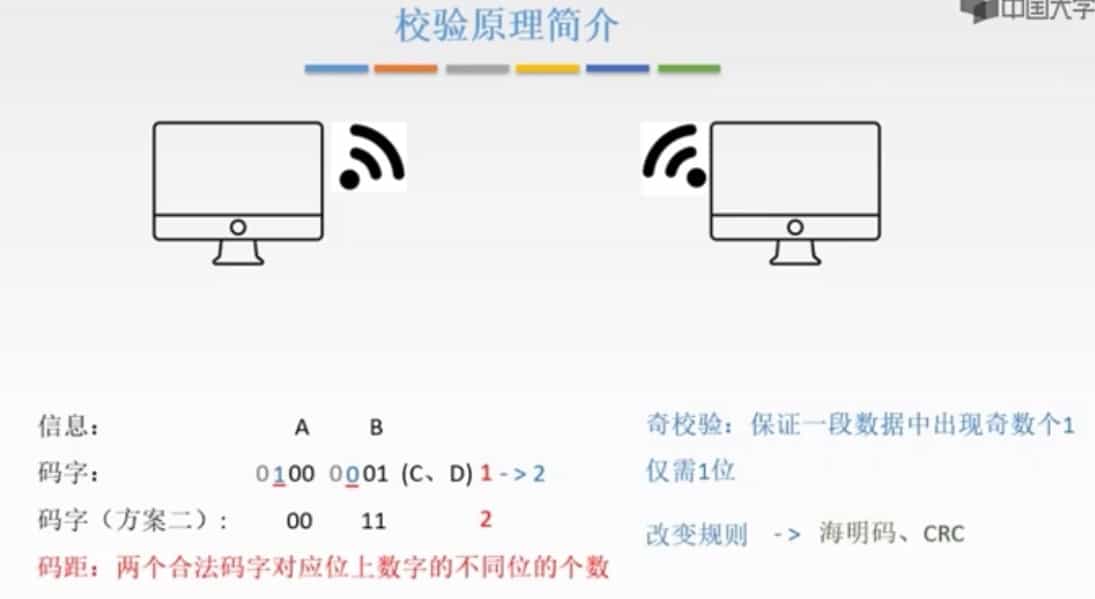 中国大学
校验原理简介
信息： A B
码字： 0100 0001 (C、D) 1 -> 2
码字（方案二）： 00 11 2
码距：两个合法码字对应位上数字的不同位的个数
奇校验：保证一段数据中出现奇数个1
仅需1位
改变规则 -> 海明码、CRC